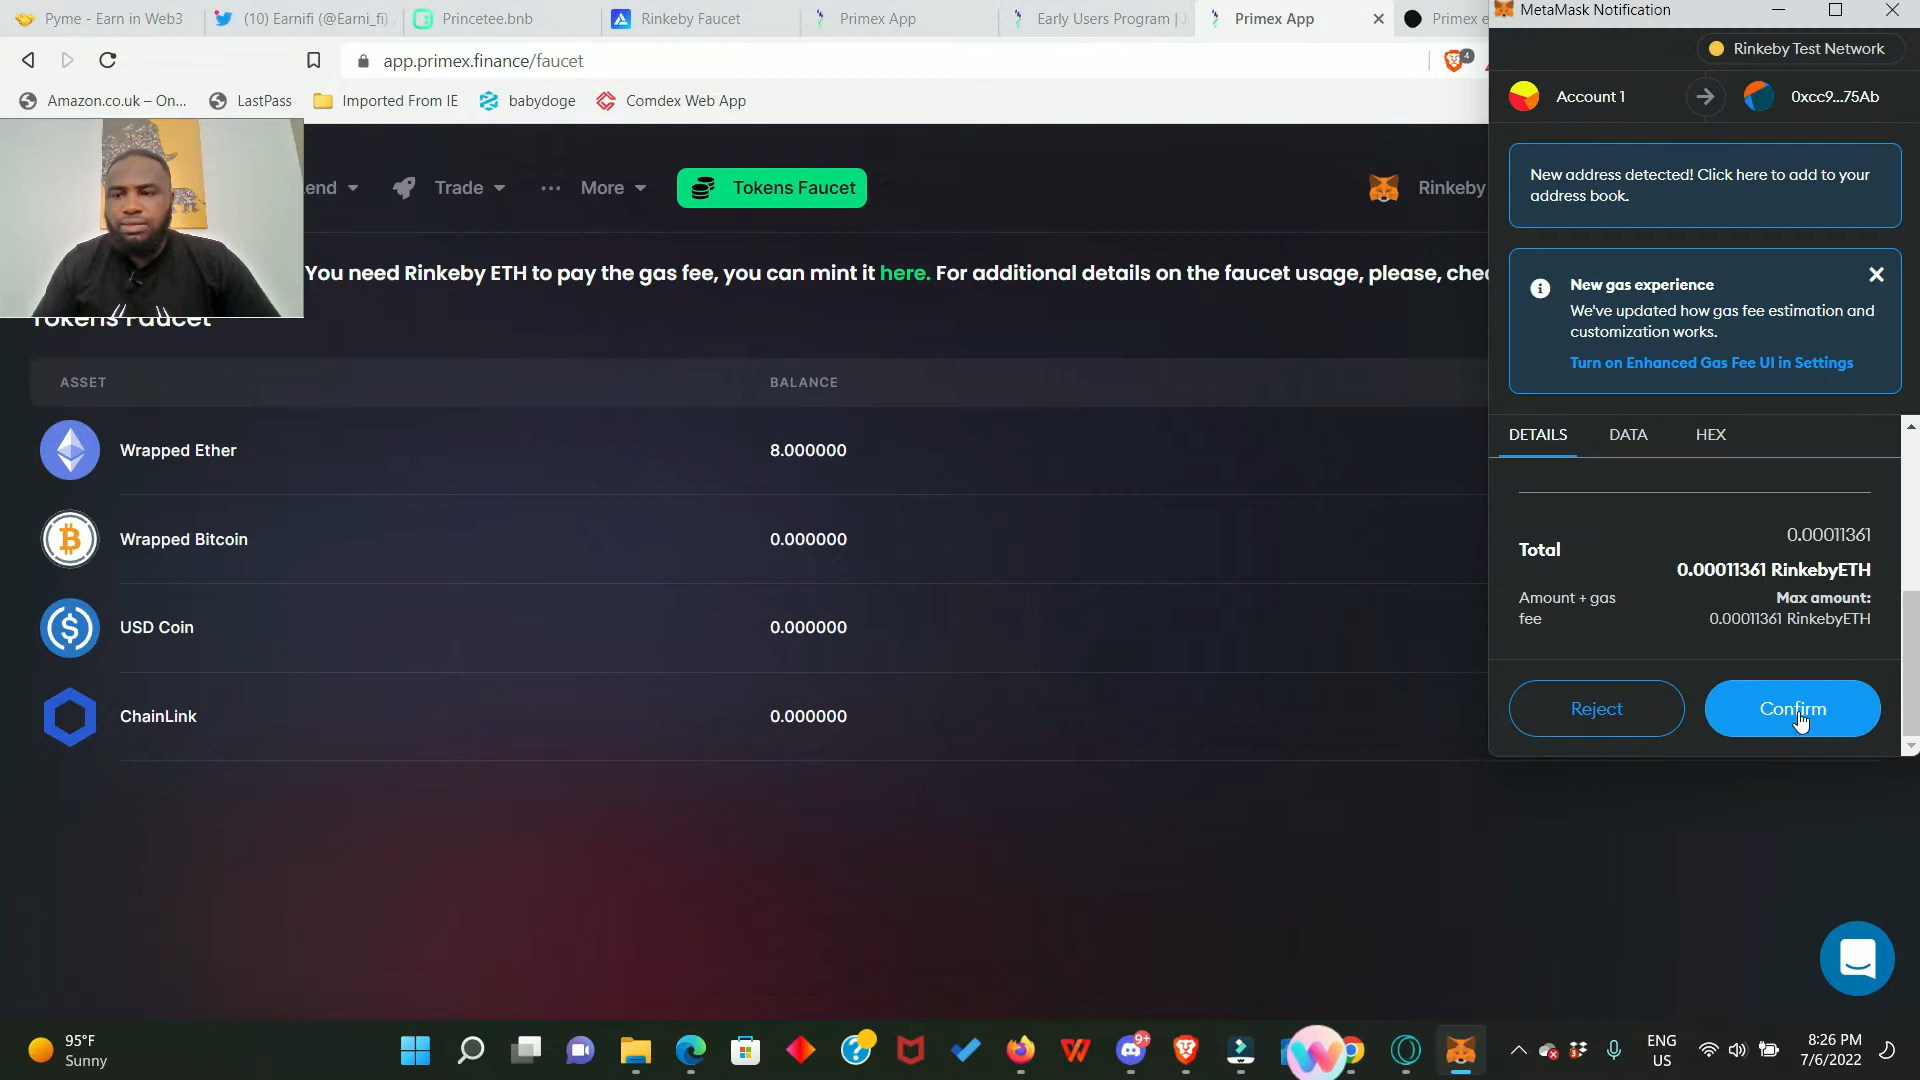 Pyme - Earn in Web3
(10) Earnifi (@Earni_fi)
Princetee.bnb
Rinkeby Faucet
Primex App
Early Users Program |
Primex App
Primex e
MetaMask Notification
app.primex.finance/faucet
4
Rinkeby Test Network
Amazon.co.uk – On...
LastPass
Imported From IE
babydoge
Comdex Web App
Account 1
0xcc9...75Ab
end
Trade
More
Tokens Faucet
Rinkeby
New address detected! Click here to add to your
address book.
You need Rinkeby ETH to pay the gas fee, you can mint it here. For additional details on the faucet usage, please, chec
Tokens Faucet
New gas experience
We've updated how gas fee estimation and
customization works.
Turn on Enhanced Gas Fee UI in Settings
ASSET
BALANCE
Wrapped Ether
8.000000
Wrapped Bitcoin
0.000000
USD Coin
0.000000
ChainLink
0.000000
DETAILS
DATA
HEX
0.00011361
Total
0.00011361 RinkebyETH
Amount + gas
fee
Max amount:
0.00011361 RinkebyETH
Reject
Confirm
95°F
Sunny
9+
ENG
US
8:26 PM
7/6/2022